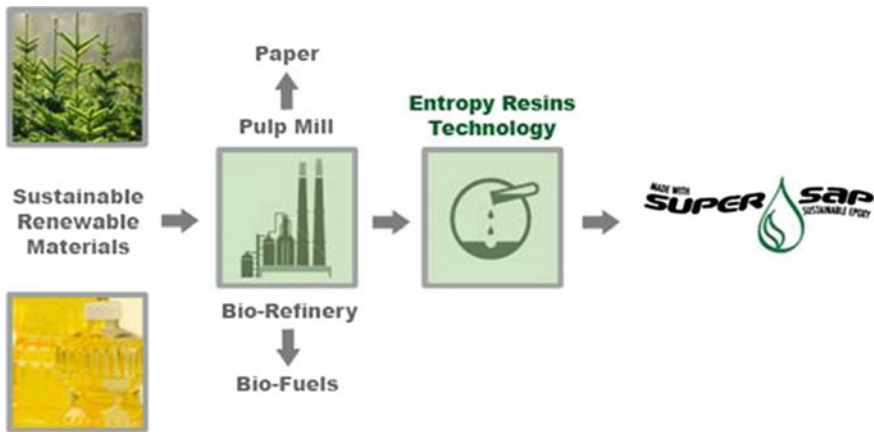 Paper
Pulp Mill
Entropy Resins
Technology
Sustainable
Renewable
Materials
MADE WITH
SUPER SAP
SUSTAINABLE EPOXY
Bio-Refinery
Bio-Fuels